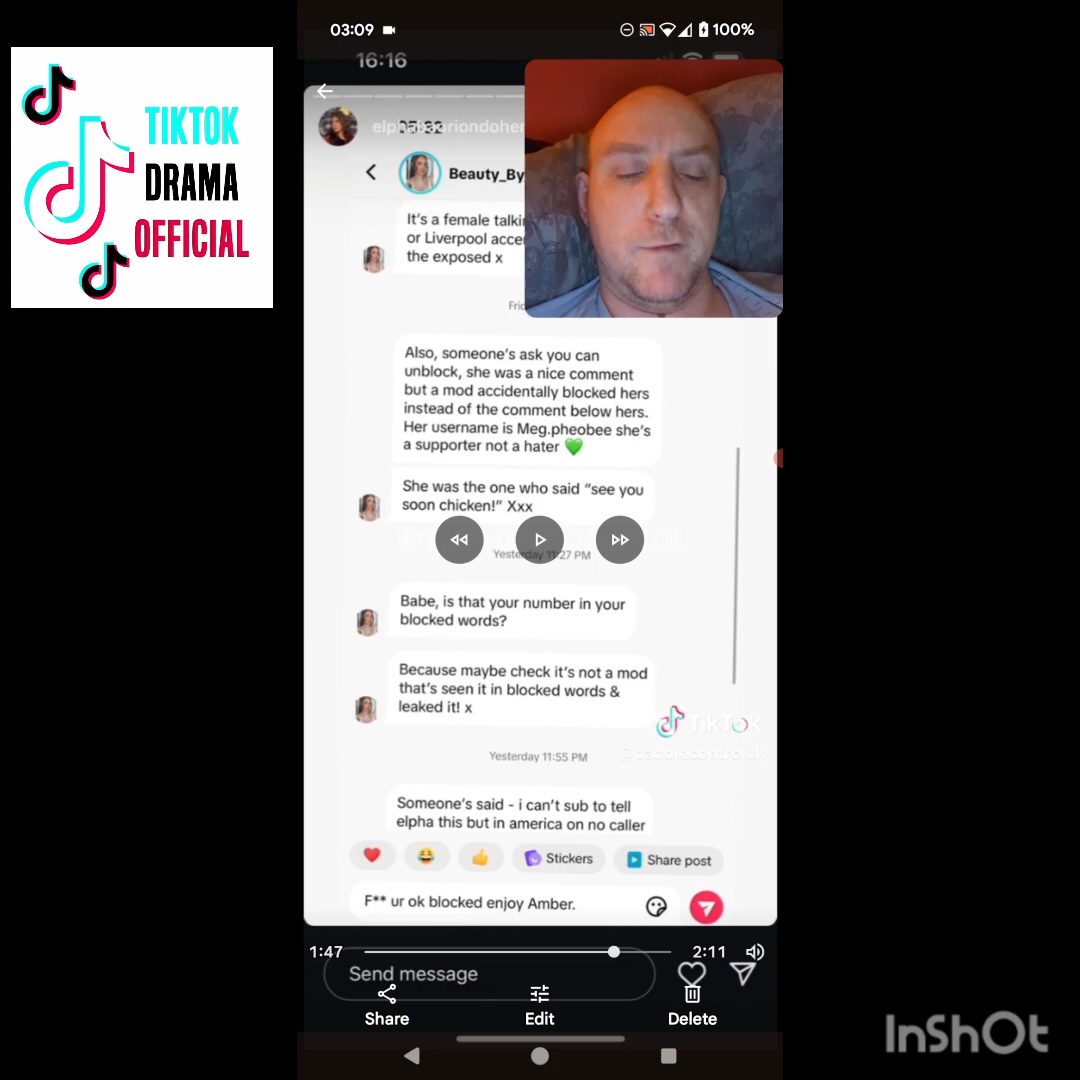 03:09
100%
16:16
TIKTOK
DRAMA
OFFICIAL
Beauty_By
It's a female talki
or Liverpool acce
the exposed x
Also, someone's ask you can
unblock, she was a nice comment
but a mod accidentally blocked hers
instead of the comment below hers.
Her username is Meg.pheobee she's
a supporter not a hater 💚
She was the one who said “see you
soon chicken!” Xxx
Yesterday 11:27 PM
Babe, is that your number in your
blocked words?
Because maybe check it's not a mod
that's seen it in blocked words &
leaked it! x
TikTok
Yesterday 11:55 PM
Someone's said - i can't sub to tell
elpha this but in america on no caller
Stickers
Share post
F** ur ok blocked enjoy Amber.
1:47
2:11
Send message
Share
Edit
Delete
InShOt